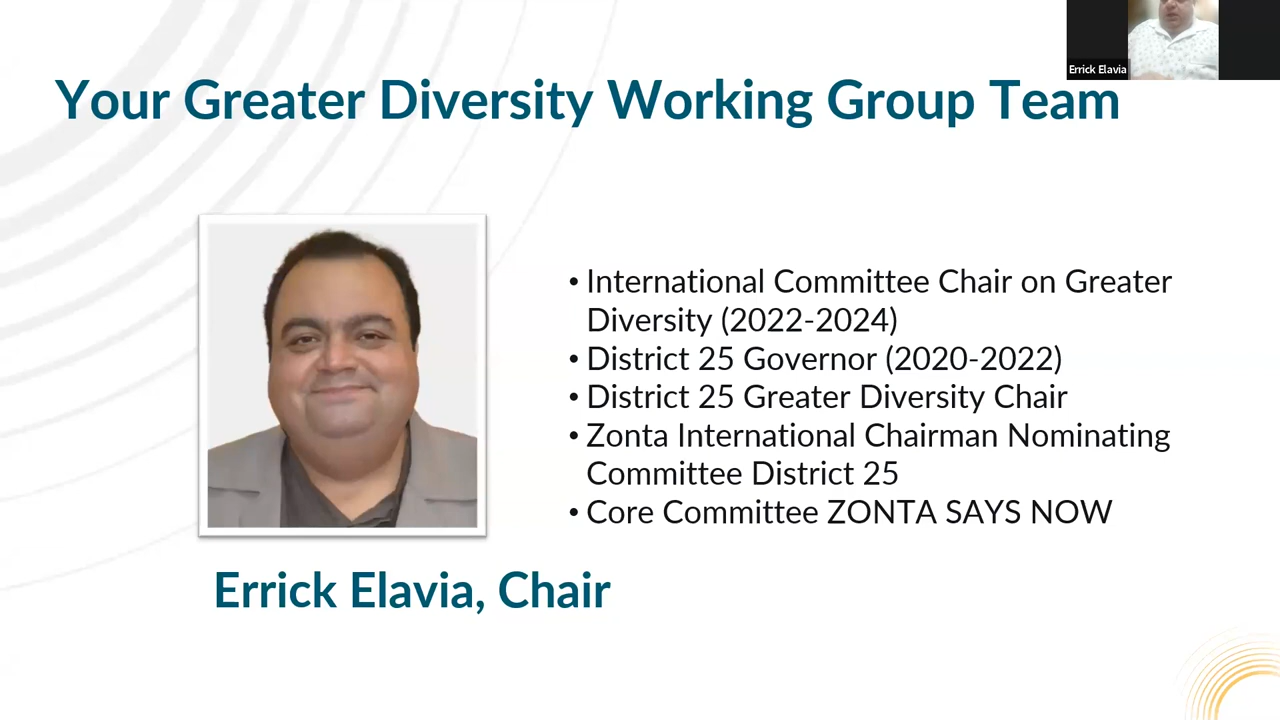 Errick Elavia
Your Greater Diversity Working Group Team
• International Committee Chair on Greater
Diversity (2022-2024)
• District 25 Governor (2020-2022)
• District 25 Greater Diversity Chair
• Zonta International Chairman Nominating
Committee District 25
• Core Committee ZONTA SAYS NOW
Errick Elavia, Chair